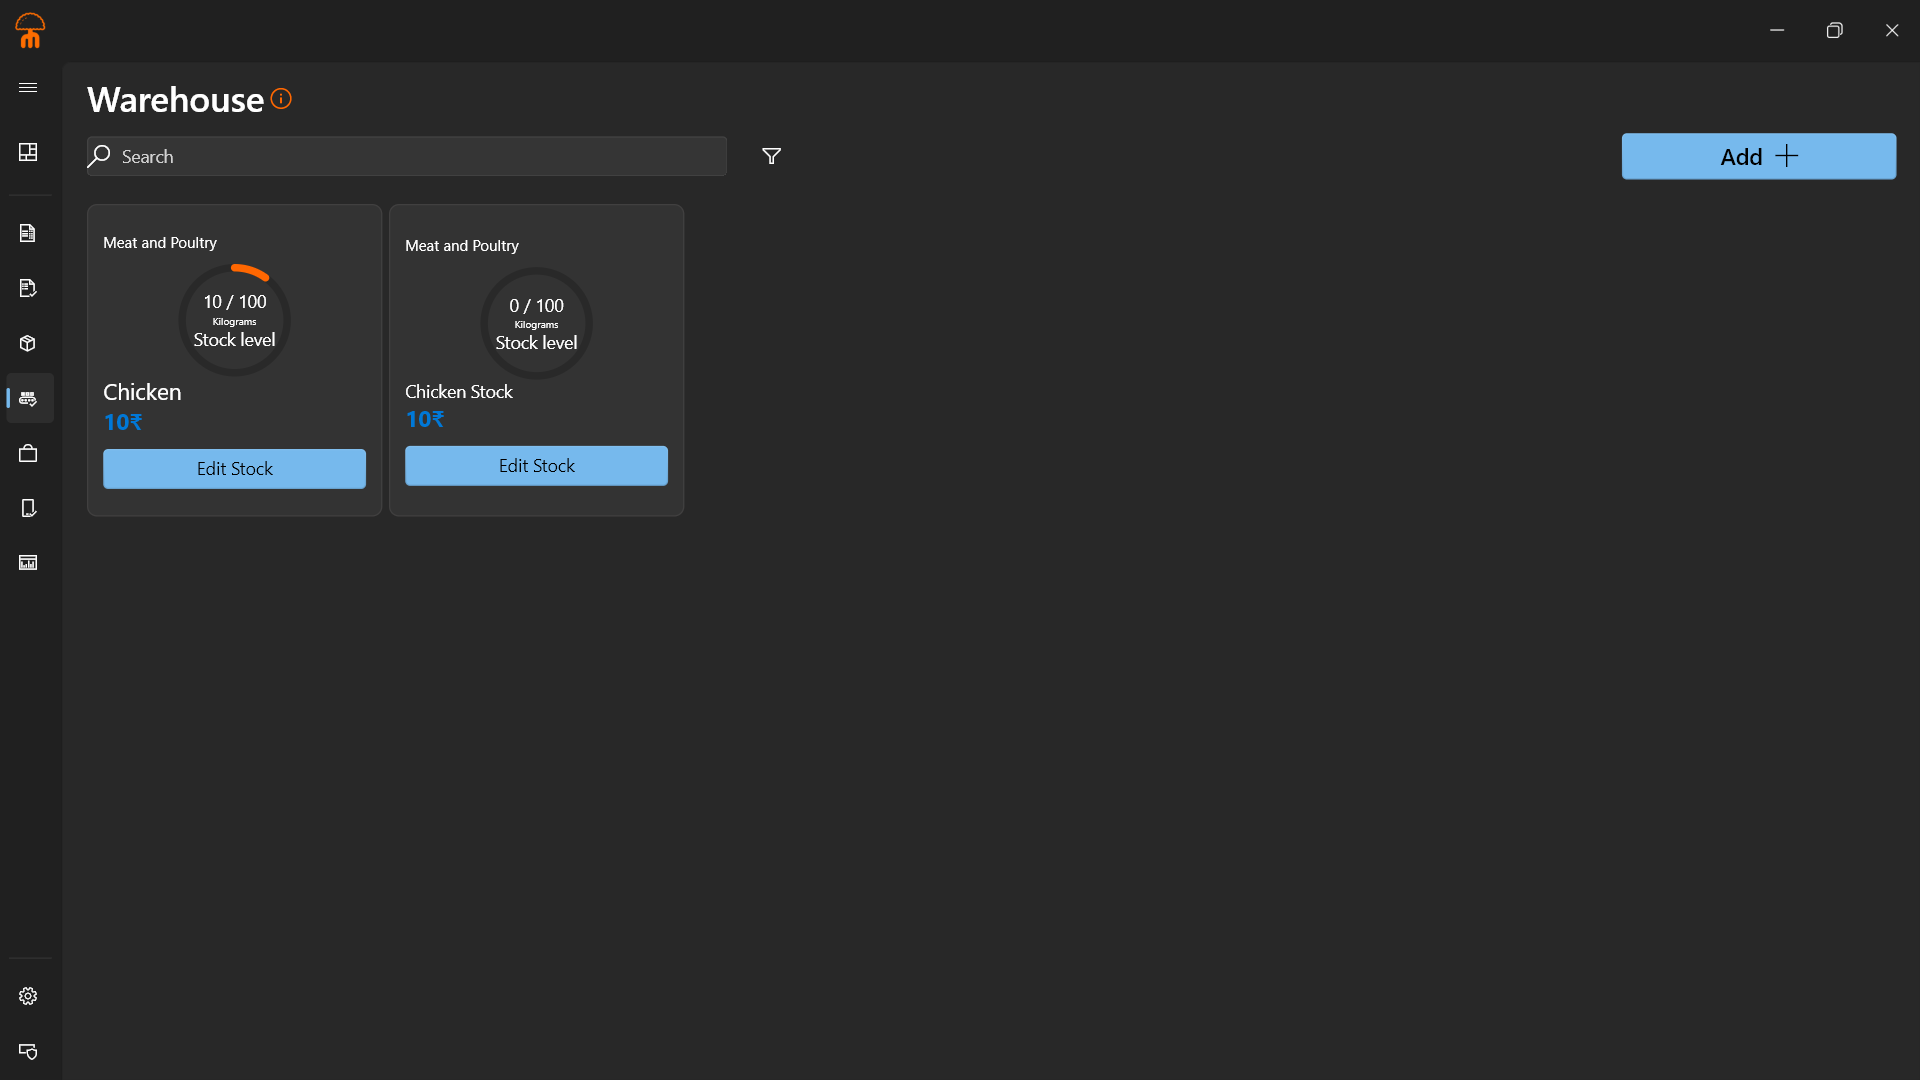 Warehouse
Search
Add
Meat and Poultry
10 / 100
Kilograms
Stock level
Chicken
10₹
Edit Stock
Meat and Poultry
0 / 100
Kilograms
Stock level
Chicken Stock
10₹
Edit Stock